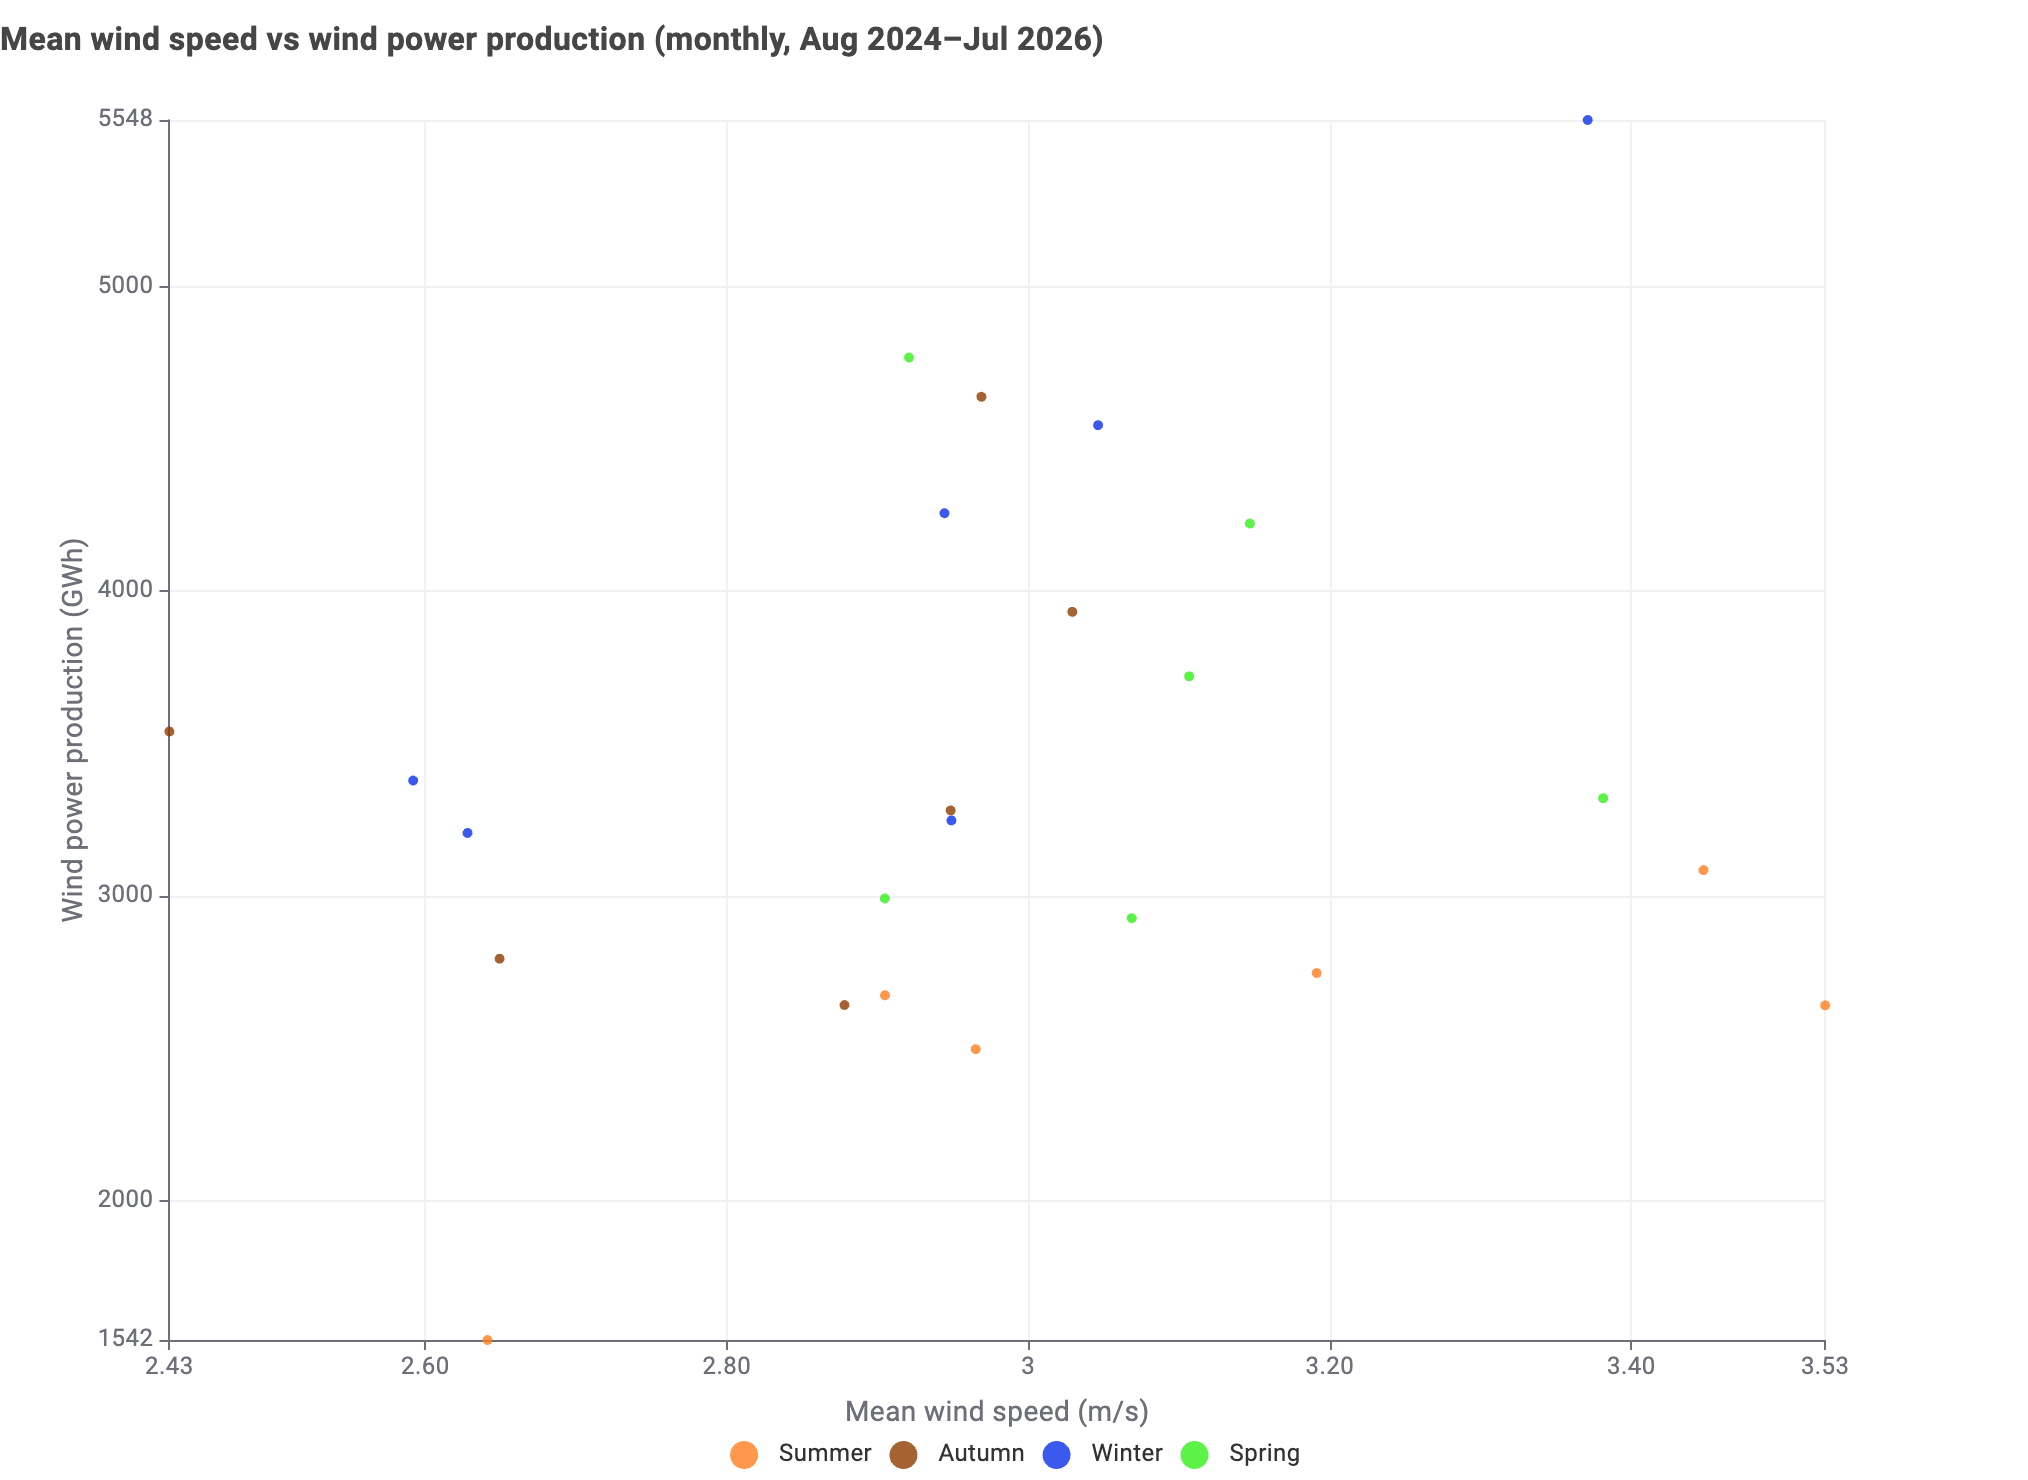 Mean wind speed vs wind power production (monthly, Aug 2024–Jul 2026)
5548
5000
4000
3000
2000
1542
Wind power production (GWh)
2.43 2.60 2.80 3 3.20 3.40 3.53
Mean wind speed (m/s)
Summer Autumn Winter Spring